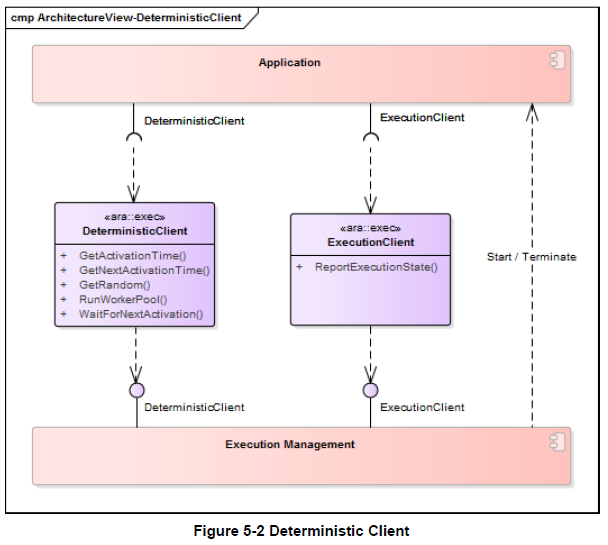 cmp ArchitectureView-DeterministicClient
Application
DeterministicClient
ExecutionClient
«ara::exec»
DeterministicClient
+ GetActivationTime()
+ GetNextActivationTime()
+ GetRandom()
+ RunWorkerPool()
+ WaitForNextActivation()
«ara::exec»
ExecutionClient
+ ReportExecutionState()
Start / Terminate
DeterministicClient
ExecutionClient
Execution Management
Figure 5-2 Deterministic Client